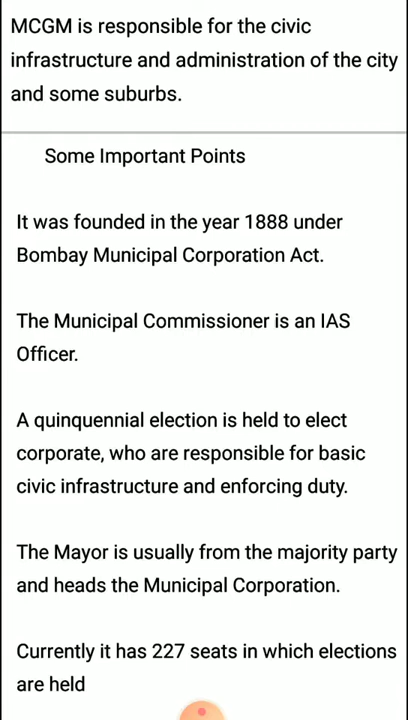 MCGM is responsible for the civic
infrastructure and administration of the city
and some suburbs.
Some Important Points
It was founded in the year 1888 under
Bombay Municipal Corporation Act.
The Municipal Commissioner is an IAS
Officer.
A quinquennial election is held to elect
corporate, who are responsible for basic
civic infrastructure and enforcing duty.
The Mayor is usually from the majority party
and heads the Municipal Corporation.
Currently it has 227 seats in which elections
are held